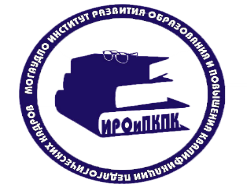 МОГАУДПО ИНСТИТУТ РАЗВИТИЯ ОБРАЗОВАНИЯ И ПОВЫШЕНИЯ КВАЛИФИКАЦИИ ПЕДАГОГИЧЕСКИХ КАДРОВ
ИРОиПКПК